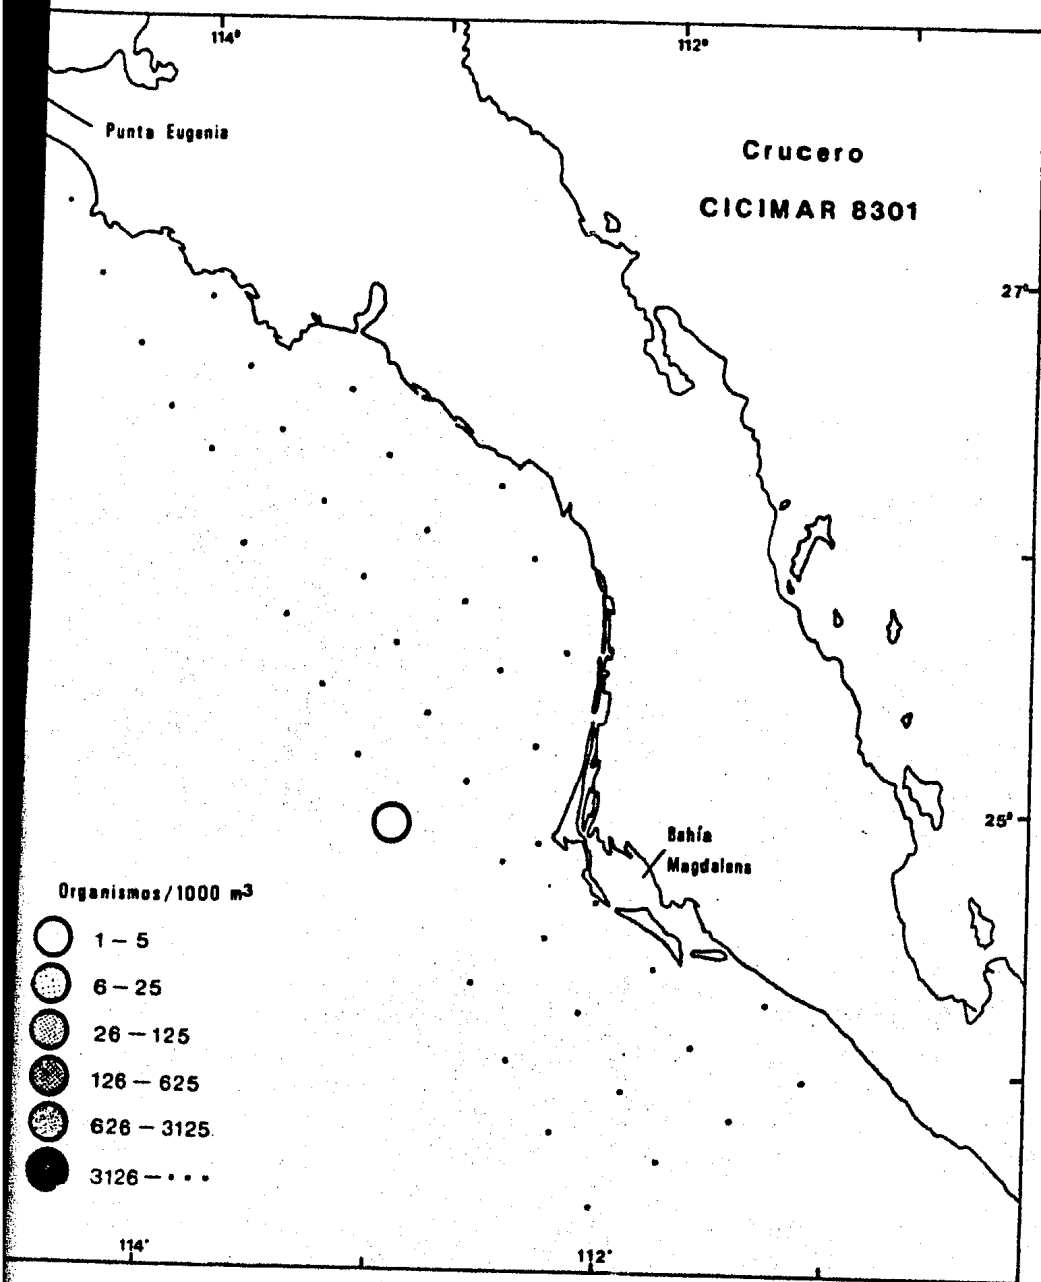 114°
112°
Punta Eugenia
Crucero
CICIMAR 8301
27°
25°
Bahía
Magdalena
Organismos/1000 m³
1 – 5
6 – 25
26 – 125
126 – 625
626 – 3125
3126 – • • •
114°
112°